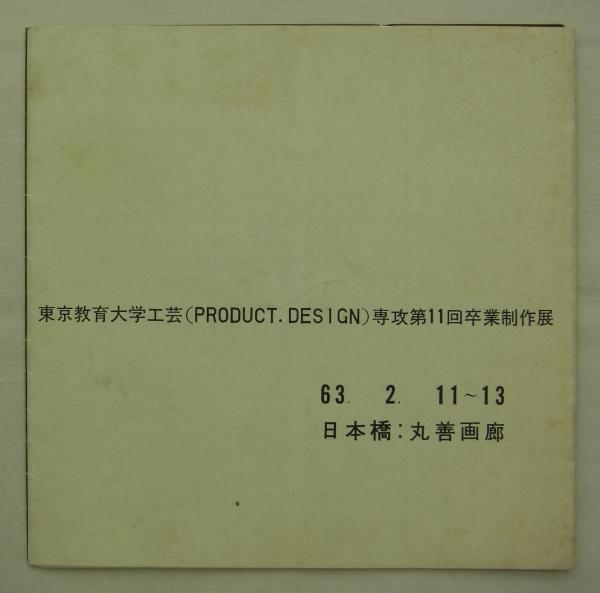 東京教育大学工芸(PRODUCT.DESIGN)専攻第11回卒業制作展
63. 2. 11~13
日本橋:丸善画廊